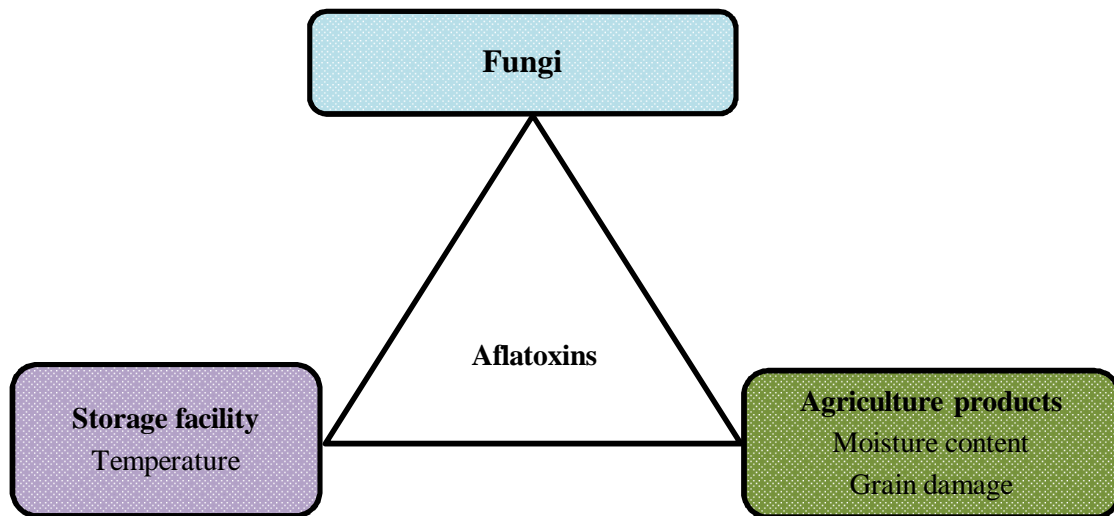 Fungi
Aflatoxins
Storage facility
Temperature
Agriculture products
Moisture content
Grain damage